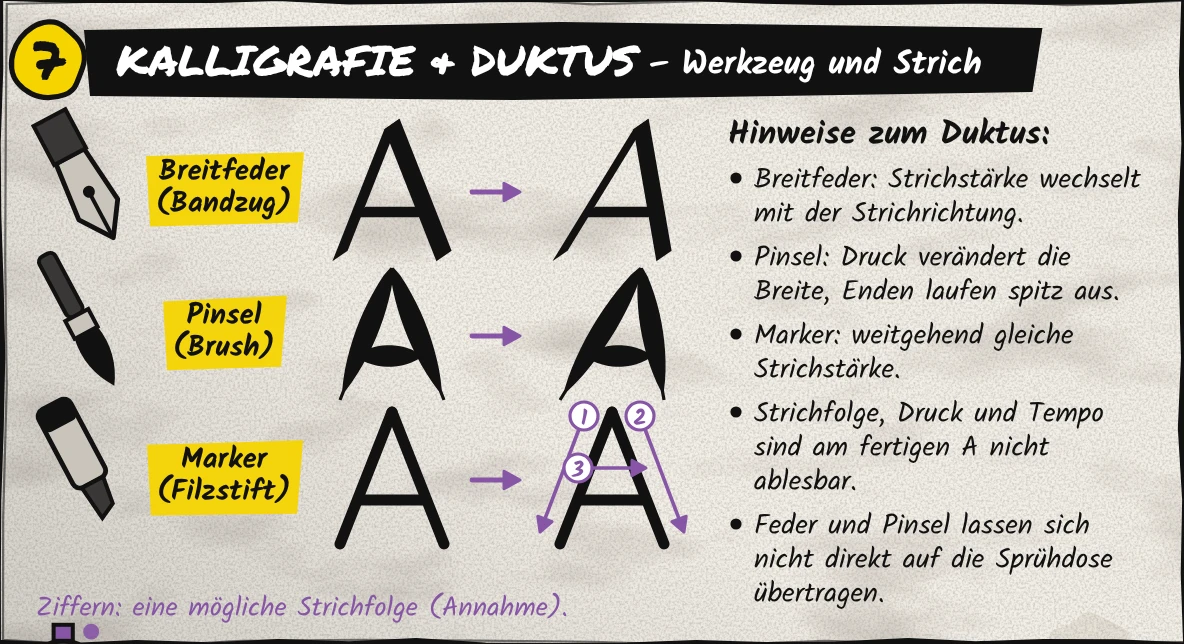 7
KALLIGRAFIE & DUKTUS – Werkzeug und Strich
Breitfeder
(Bandzug)
A
A
Pinsel
(Brush)
A
A
Marker
(Filzstift)
A
A
1
2
3
Ziffern: eine mögliche Strichfolge (Annahme).
Hinweise zum Duktus:
• Breitfeder: Strichstärke wechselt
mit der Strichrichtung.
• Pinsel: Druck verändert die
Breite, Enden laufen spitz aus.
• Marker: weitgehend gleiche
Strichstärke.
• Strichfolge, Druck und Tempo
sind am fertigen A nicht
ablesbar.
• Feder und Pinsel lassen sich
nicht direkt auf die Sprühdose
übertragen.